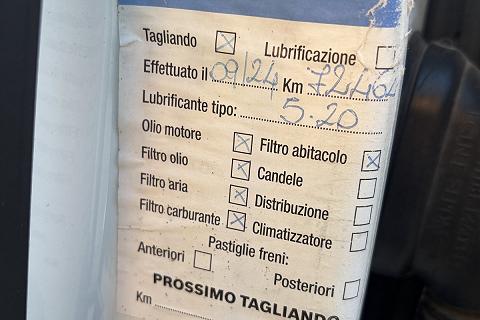 Tagliando Lubrificazione
Effettuato il 09/24 Km 72464
Lubrificante tipo: 5.20
Olio motore Filtro abitacolo
Filtro olio Candele
Filtro aria Distribuzione
Filtro carburante Climatizzatore
Pastiglie freni:
Anteriori Posteriori
PROSSIMO TAGLIANDO
Km